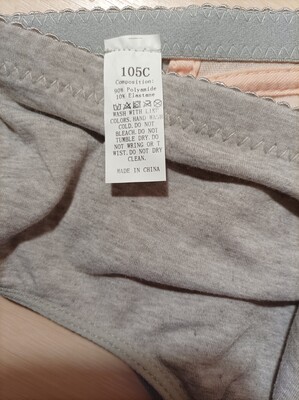 105C
Composition:
90% Polyamide
10% Elastane
WASH WITH LIKE
COLORS. HAND WASH
COLD. DO NOT
BLEACH. DO NOT
TUMBLE DRY. DO
NOT WRING OR T
WIST. DO NOT DRY
CLEAN.
MADE IN CHINA